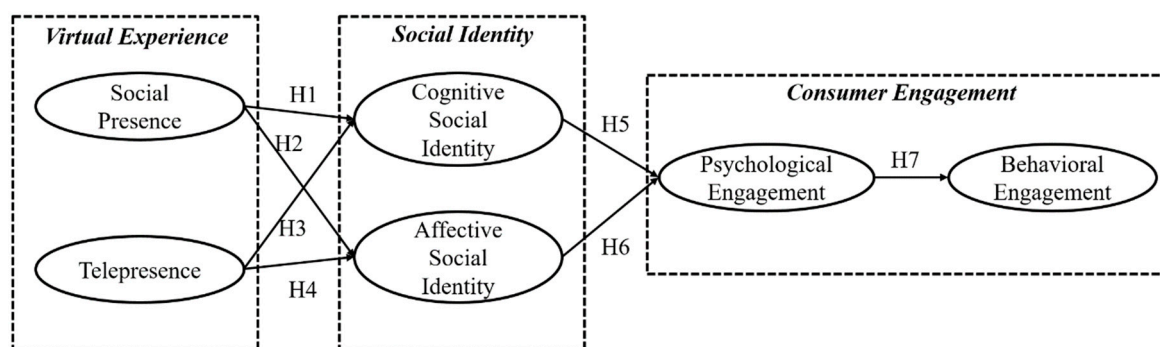 Virtual Experience
Social
Presence
Telepresence
H1
H2
H3
H4
Social Identity
Cognitive
Social
Identity
Affective
Social
Identity
H5
H6
Consumer Engagement
Psychological
Engagement
H7
Behavioral
Engagement